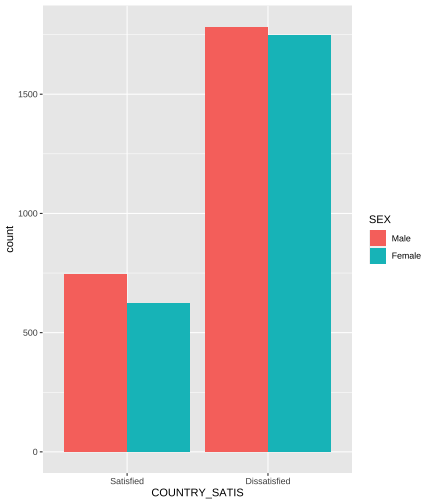 1500
1000
500
0
count
Satisfied
Dissatisfied
COUNTRY_SATIS
SEX
Male
Female